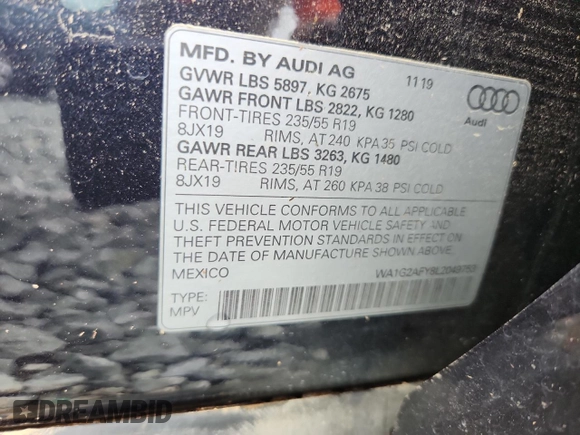 MFD. BY AUDI AG 11 19
GVWR LBS 5897, KG 2675
GAWR FRONT LBS 2822, KG 1280
FRONT-TIRES 235/55 R19
8JX19 RIMS, AT 240 KPA 35 PSI COLD
GAWR REAR LBS 3263, KG 1480
REAR-TIRES 235/55 R19
8JX19 RIMS, AT 260 KPA 38 PSI COLD
Audi
THIS VEHICLE CONFORMS TO ALL APPLICABLE
U.S. FEDERAL MOTOR VEHICLE SAFETY AND
THEFT PREVENTION STANDARDS IN EFFECT ON
THE DATE OF MANUFACTURE SHOWN ABOVE.
MEXICO
TYPE:
MPV
DREAMBID